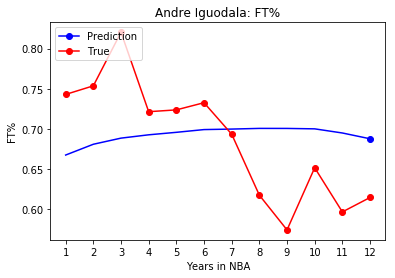 Andre Iguodala: FT%
Prediction
True
FT%
0.80
0.75
0.70
0.65
0.60
1 2 3 4 5 6 7 8 9 10 11 12
Years in NBA